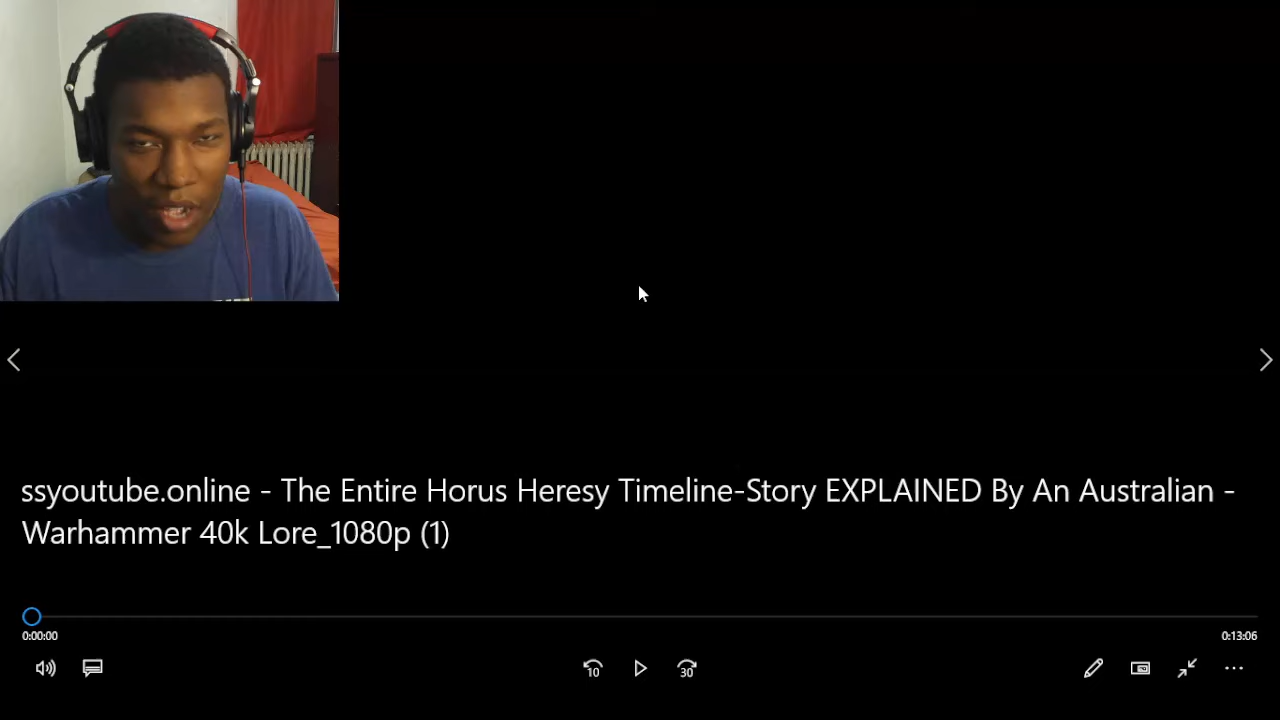 ssyoutube.online - The Entire Horus Heresy Timeline-Story EXPLAINED By An Australian -
Warhammer 40k Lore_1080p (1)
0:00:00
0:13:06
10
30